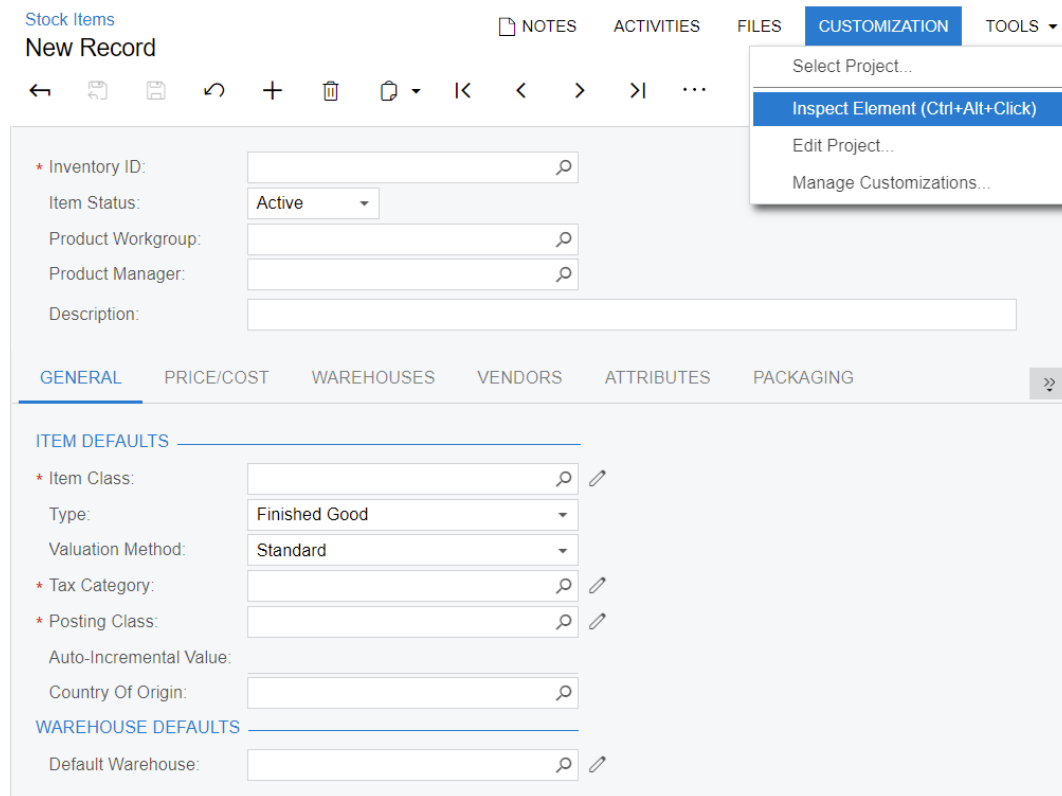 Stock Items
New Record
NOTES ACTIVITIES FILES CUSTOMIZATION TOOLS
Select Project...
Inspect Element (Ctrl+Alt+Click)
Edit Project...
Manage Customizations...
* Inventory ID:
Item Status: Active
Product Workgroup:
Product Manager:
Description:
GENERAL PRICE/COST WAREHOUSES VENDORS ATTRIBUTES PACKAGING
ITEM DEFAULTS
* Item Class:
Type: Finished Good
Valuation Method: Standard
* Tax Category:
* Posting Class:
Auto-Incremental Value:
Country Of Origin:
WAREHOUSE DEFAULTS
Default Warehouse: